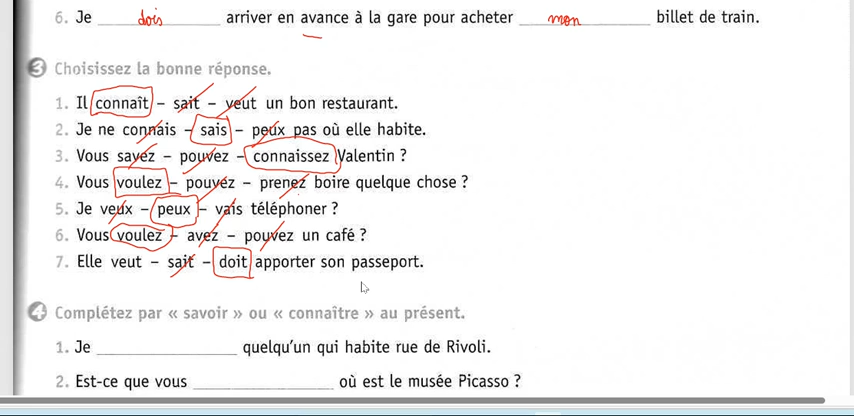 6. Je dois arriver en avance à la gare pour acheter mon billet de train.
3 Choisissez la bonne réponse.
1. Il connaît – sait – veut un bon restaurant.
2. Je ne connais – sais – peux pas où elle habite.
3. Vous savez – pouvez – connaissez Valentin ?
4. Vous voulez – pouvez – prenez boire quelque chose ?
5. Je veux – peux – vais téléphoner ?
6. Vous voulez – avez – pouvez un café ?
7. Elle veut – sait – doit apporter son passeport.
4 Complétez par « savoir » ou « connaître » au présent.
1. Je ______________ quelqu'un qui habite rue de Rivoli.
2. Est-ce que vous ______________ où est le musée Picasso ?